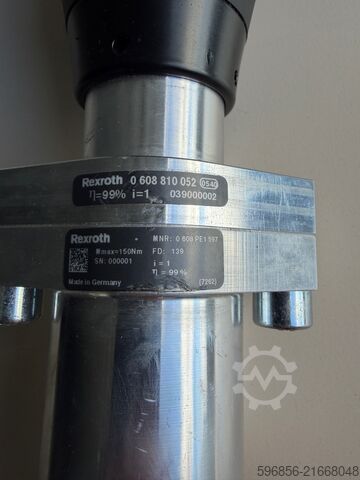 Rexroth 0 608 810 052 0540
η=99% i=1 039000002
Rexroth MNR: 0 608 PE1 597
Mmax=150Nm FD: 139
SN: 000001 i = 1
η = 99%
Made in Germany (7262)
596856-21668048